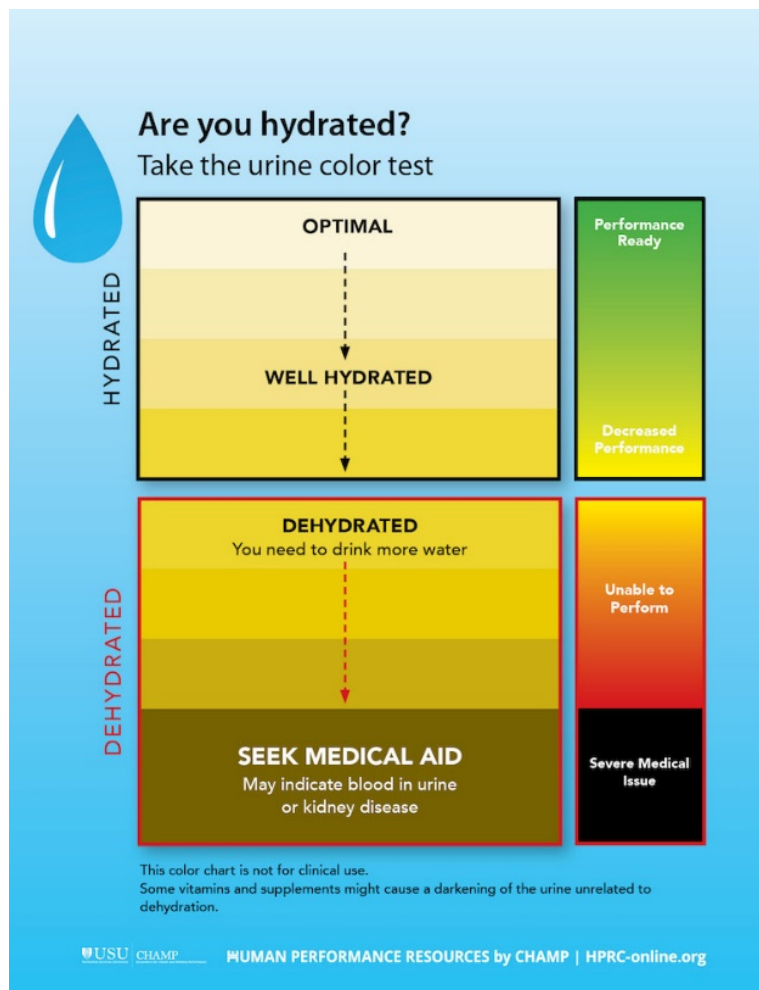 Are you hydrated?
Take the urine color test
HYDRATED
OPTIMAL
WELL HYDRATED
Performance
Ready
Decreased
Performance
DEHYDRATED
DEHYDRATED
You need to drink more water
SEEK MEDICAL AID
May indicate blood in urine
or kidney disease
Unable to
Perform
Severe Medical
Issue
This color chart is not for clinical use.
Some vitamins and supplements might cause a darkening of the urine unrelated to
dehydration.
USU CHAMP
HUMAN PERFORMANCE RESOURCES by CHAMP | HPRC-online.org